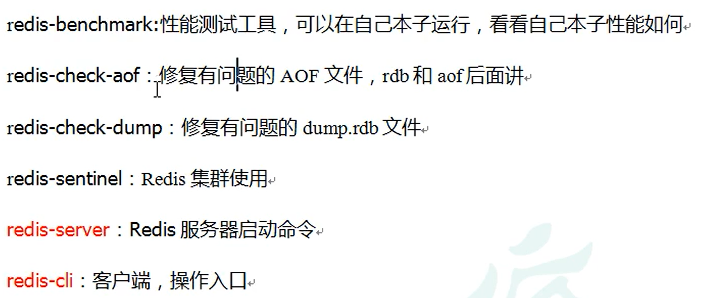 redis-benchmark:性能测试工具，可以在自己本子运行，看看自己本子性能如何
redis-check-aof：修复有问题的 AOF 文件，rdb 和 aof 后面讲
redis-check-dump：修复有问题的 dump.rdb 文件
redis-sentinel：Redis 集群使用
redis-server：Redis 服务器启动命令
redis-cli：客户端，操作入口